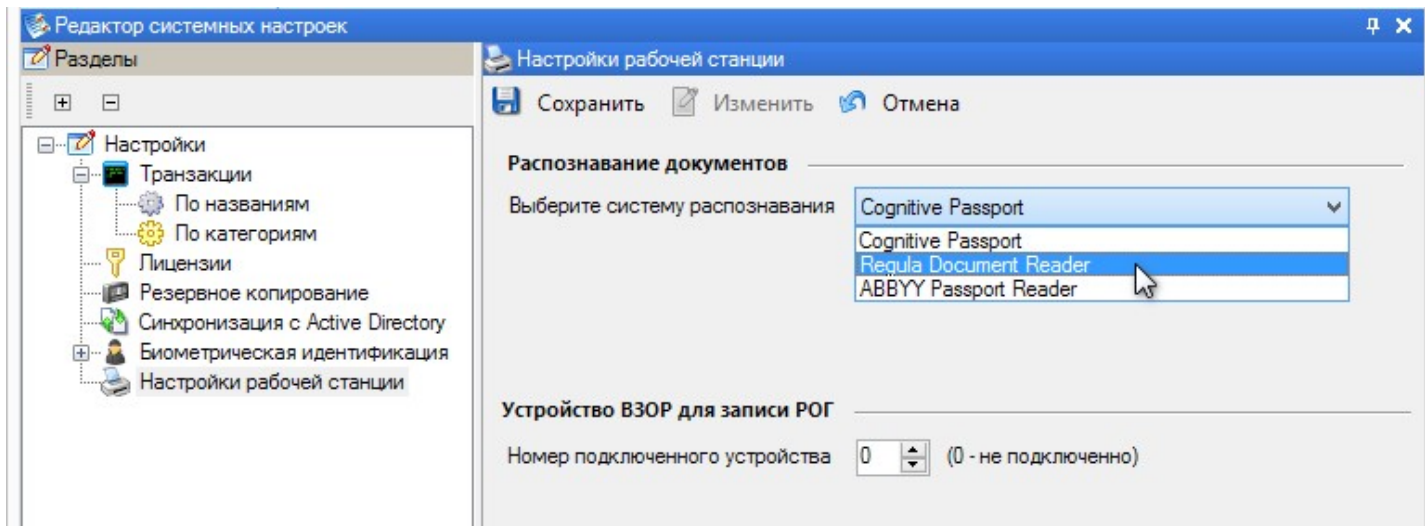 Редактор системных настроек
Разделы
Настройки
Транзакции
По названиям
По категориям
Лицензии
Резервное копирование
Синхронизация с Active Directory
Биометрическая идентификация
Настройки рабочей станции
Настройки рабочей станции
Сохранить Изменить Отмена
Распознавание документов
Выберите систему распознавания Cognitive Passport
Cognitive Passport
Regula Document Reader
ABBYY Passport Reader
Устройство ВЗОР для записи РОГ
Номер подключенного устройства 0 (0 - не подключенно)